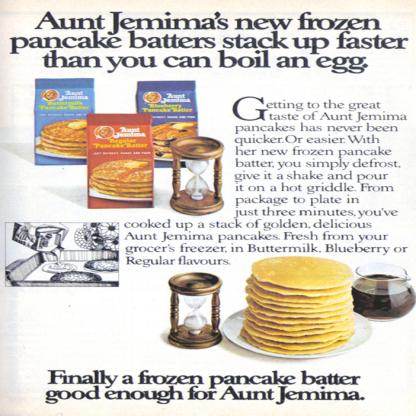 Aunt Jemima's new frozen
pancake batters stack up faster
than you can boil an egg.
Aunt
Jemima
Buttermilk
Pancake Batter
Aunt
Jemima
Blueberry
Pancake Batter
Aunt
Jemima
Regular
Pancake Batter
JUST DEFROST, SHAKE AND POUR
Getting to the great
taste of Aunt Jemima
pancakes has never been
quicker. Or easier. With
her new frozen pancake
batter, you simply defrost,
give it a shake and pour
it on a hot griddle. From
package to plate in
just three minutes, you've
cooked up a stack of golden, delicious
Aunt Jemima pancakes. Fresh from your
grocer's freezer, in Buttermilk, Blueberry or
Regular flavours.
Finally a frozen pancake batter
good enough for Aunt Jemima.